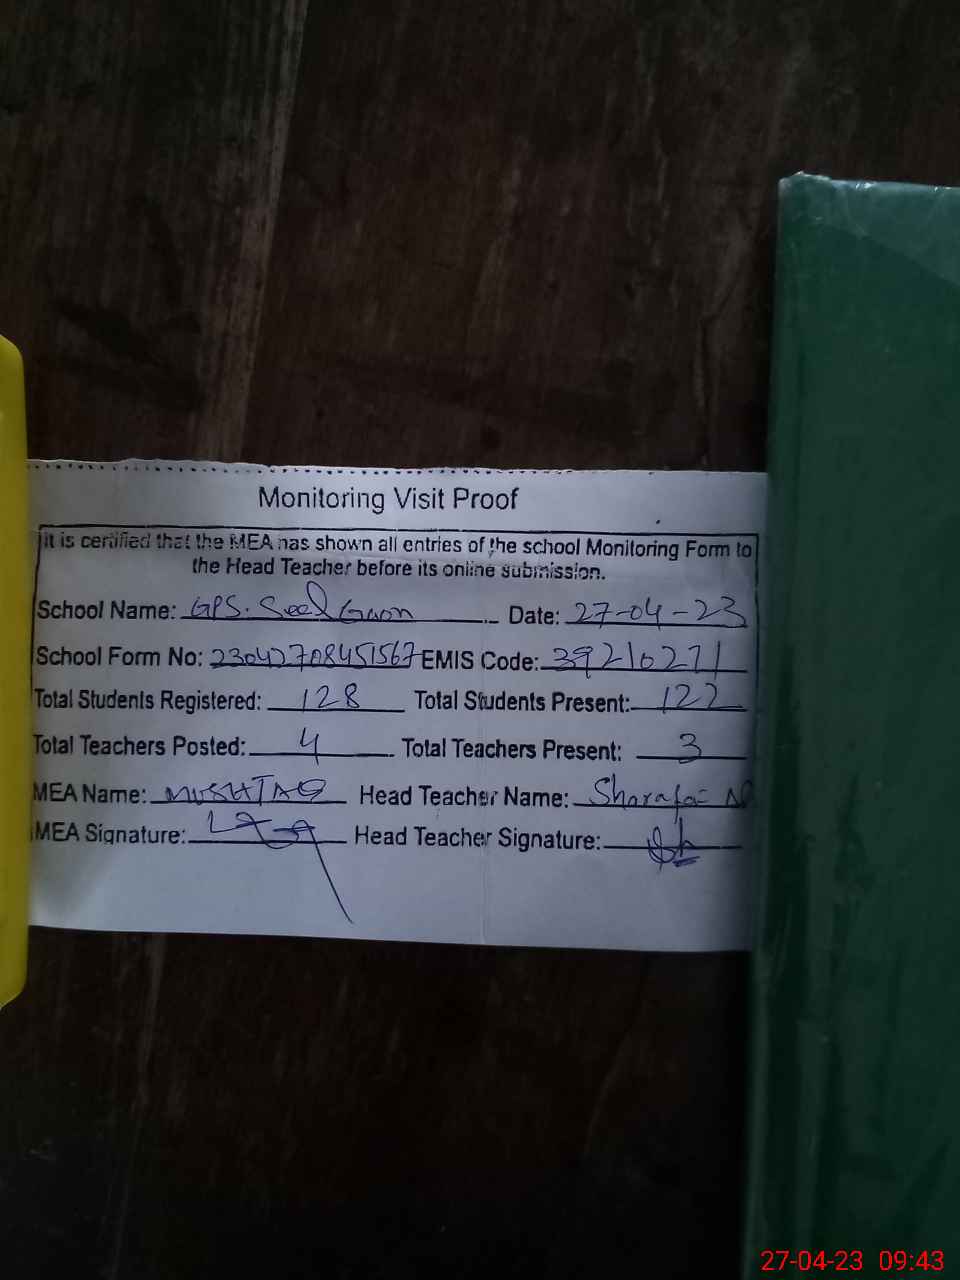 Monitoring Visit Proof
It is certified that the MEA has shown all entries of the school Monitoring Form to
the Head Teacher before its online submission.
School Name: GPS. Seel Gaon Date: 27-04-23
School Form No: 23042708451567 EMIS Code: 39210271
Total Students Registered: 128 Total Students Present: 122
Total Teachers Posted: 4 Total Teachers Present: 3
MEA Name: MUSHTAQ Head Teacher Name:
MEA Signature: Head Teacher Signature:
27-04-23 09:43